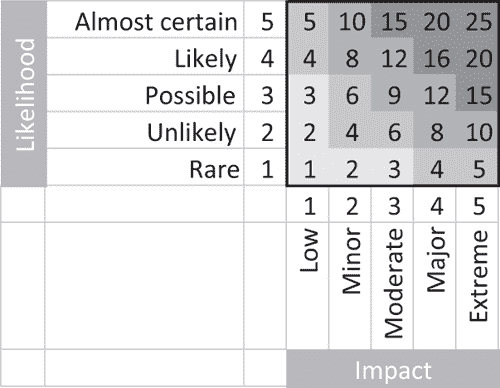 Likelihood
Almost certain 5 5 10 15 20 25
Likely 4 4 8 12 16 20
Possible 3 3 6 9 12 15
Unlikely 2 2 4 6 8 10
Rare 1 1 2 3 4 5
1 2 3 4 5
Low
Minor
Moderate
Major
Extreme
Impact